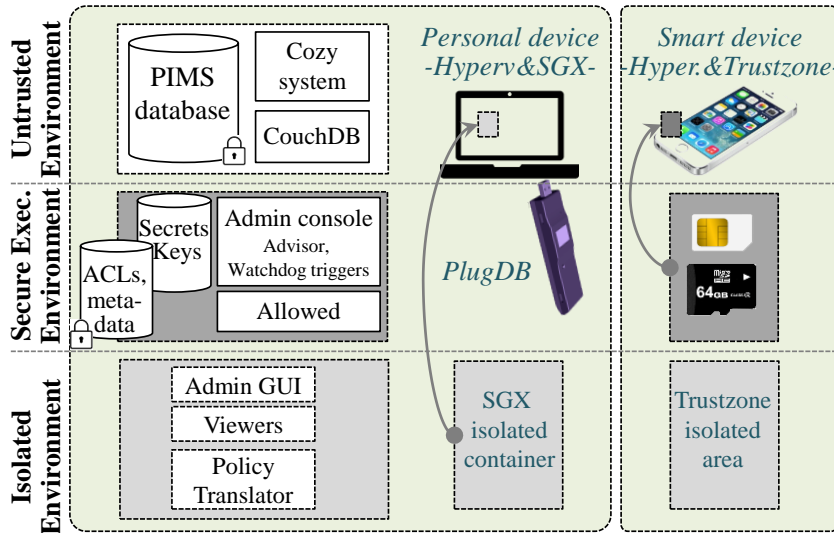 Untrusted
Environment
PIMS
database
Cozy
system
CouchDB
Personal device
-Hyperv&SGX-
Smart device
-Hyper.&Trustzone-
Secure Exec.
Environment
Secrets
Keys
ACLs,
meta-
data
Admin console
Advisor,
Watchdog triggers
Allowed
PlugDB
64GB
Isolated
Environment
Admin GUI
Viewers
Policy
Translator
SGX
isolated
container
Trustzone
isolated
area